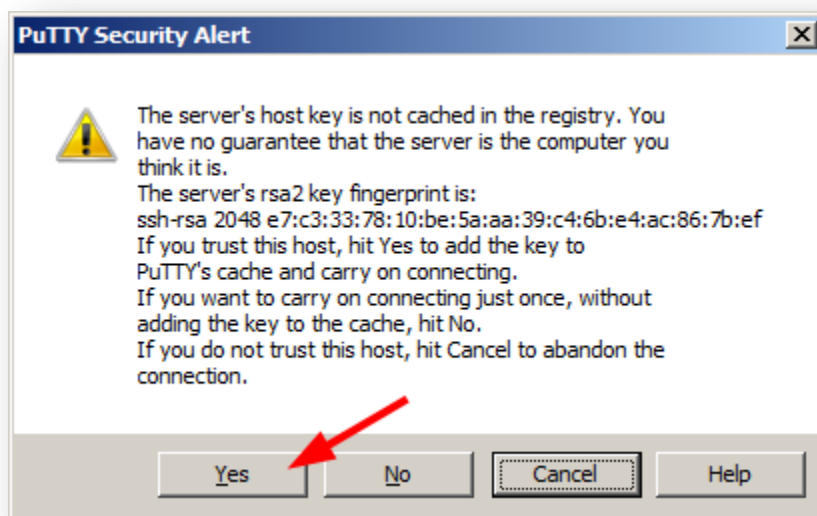 PuTTY Security Alert
The server's host key is not cached in the registry. You
have no guarantee that the server is the computer you
think it is.
The server's rsa2 key fingerprint is:
ssh-rsa 2048 e7:c3:33:78:10:be:5a:aa:39:c4:6b:e4:ac:86:7b:ef
If you trust this host, hit Yes to add the key to
PuTTY's cache and carry on connecting.
If you want to carry on connecting just once, without
adding the key to the cache, hit No.
If you do not trust this host, hit Cancel to abandon the
connection.
Yes No Cancel Help